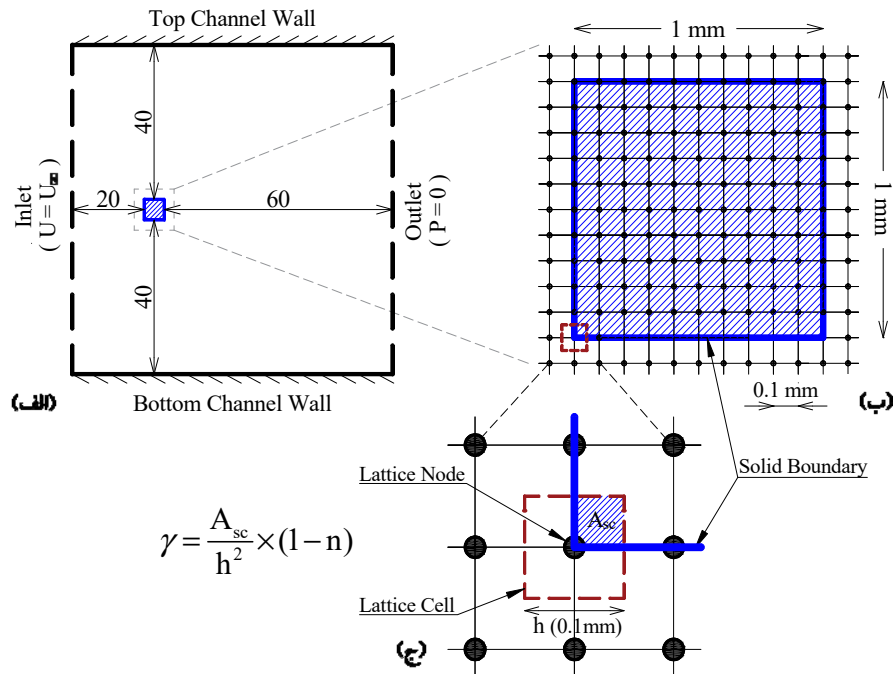 Top Channel Wall
40
Inlet
( U = U∞ )
20
60
Outlet
( P = 0 )
40
Bottom Channel Wall
(الف)
1 mm
1 mm
0.1 mm
(ب)
Solid Boundary
Lattice Node
A_sc
Lattice Cell
h (0.1mm)
(ج)
γ = A_sc / h² × (1 − n)